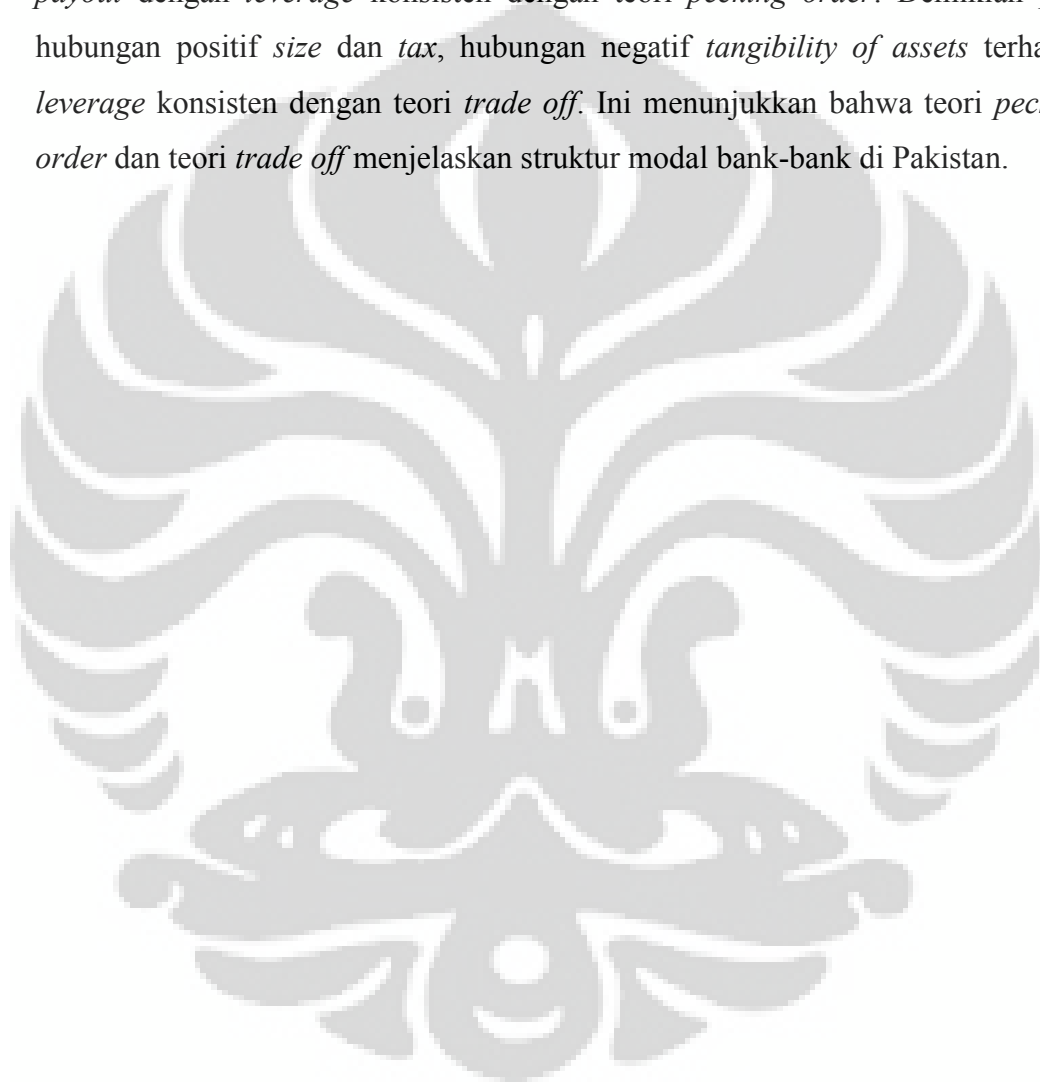 payout dengan leverage konsisten dengan teori pecking order. Demikian
hubungan positif size dan tax, hubungan negatif tangibility of assets
leverage konsisten dengan teori trade off. Ini menunjukkan bahwa teori
order dan teori trade off menjelaskan struktur modal bank-bank di Pakistan.